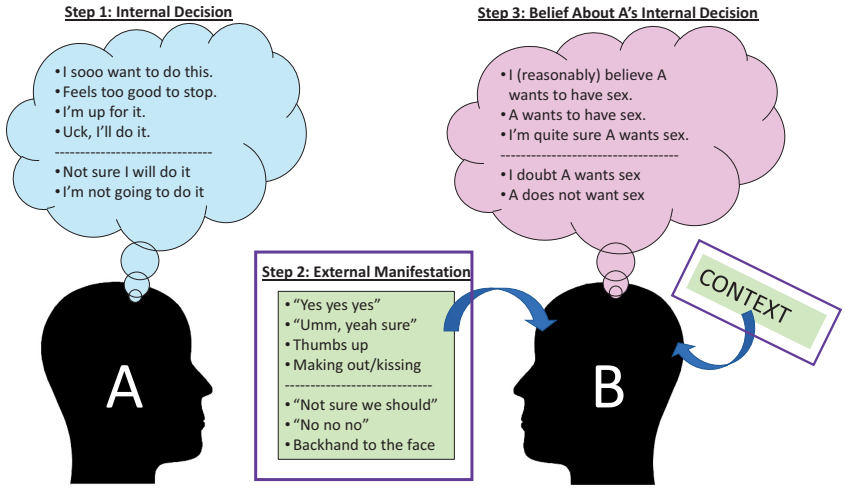 Step 1: Internal Decision
• I sooo want to do this.
• Feels too good to stop.
• I'm up for it.
• Uck, I'll do it.
-------------------------------
• Not sure I will do it
• I'm not going to do it
A
Step 2: External Manifestation
• "Yes yes yes"
• "Umm, yeah sure"
• Thumbs up
• Making out/kissing
-----------------------------
• "Not sure we should"
• "No no no"
• Backhand to the face
Step 3: Belief About A's Internal Decision
• I (reasonably) believe A
wants to have sex.
• A wants to have sex.
• I'm quite sure A wants sex.
-----------------------------------
• I doubt A wants sex
• A does not want sex
CONTEXT
B